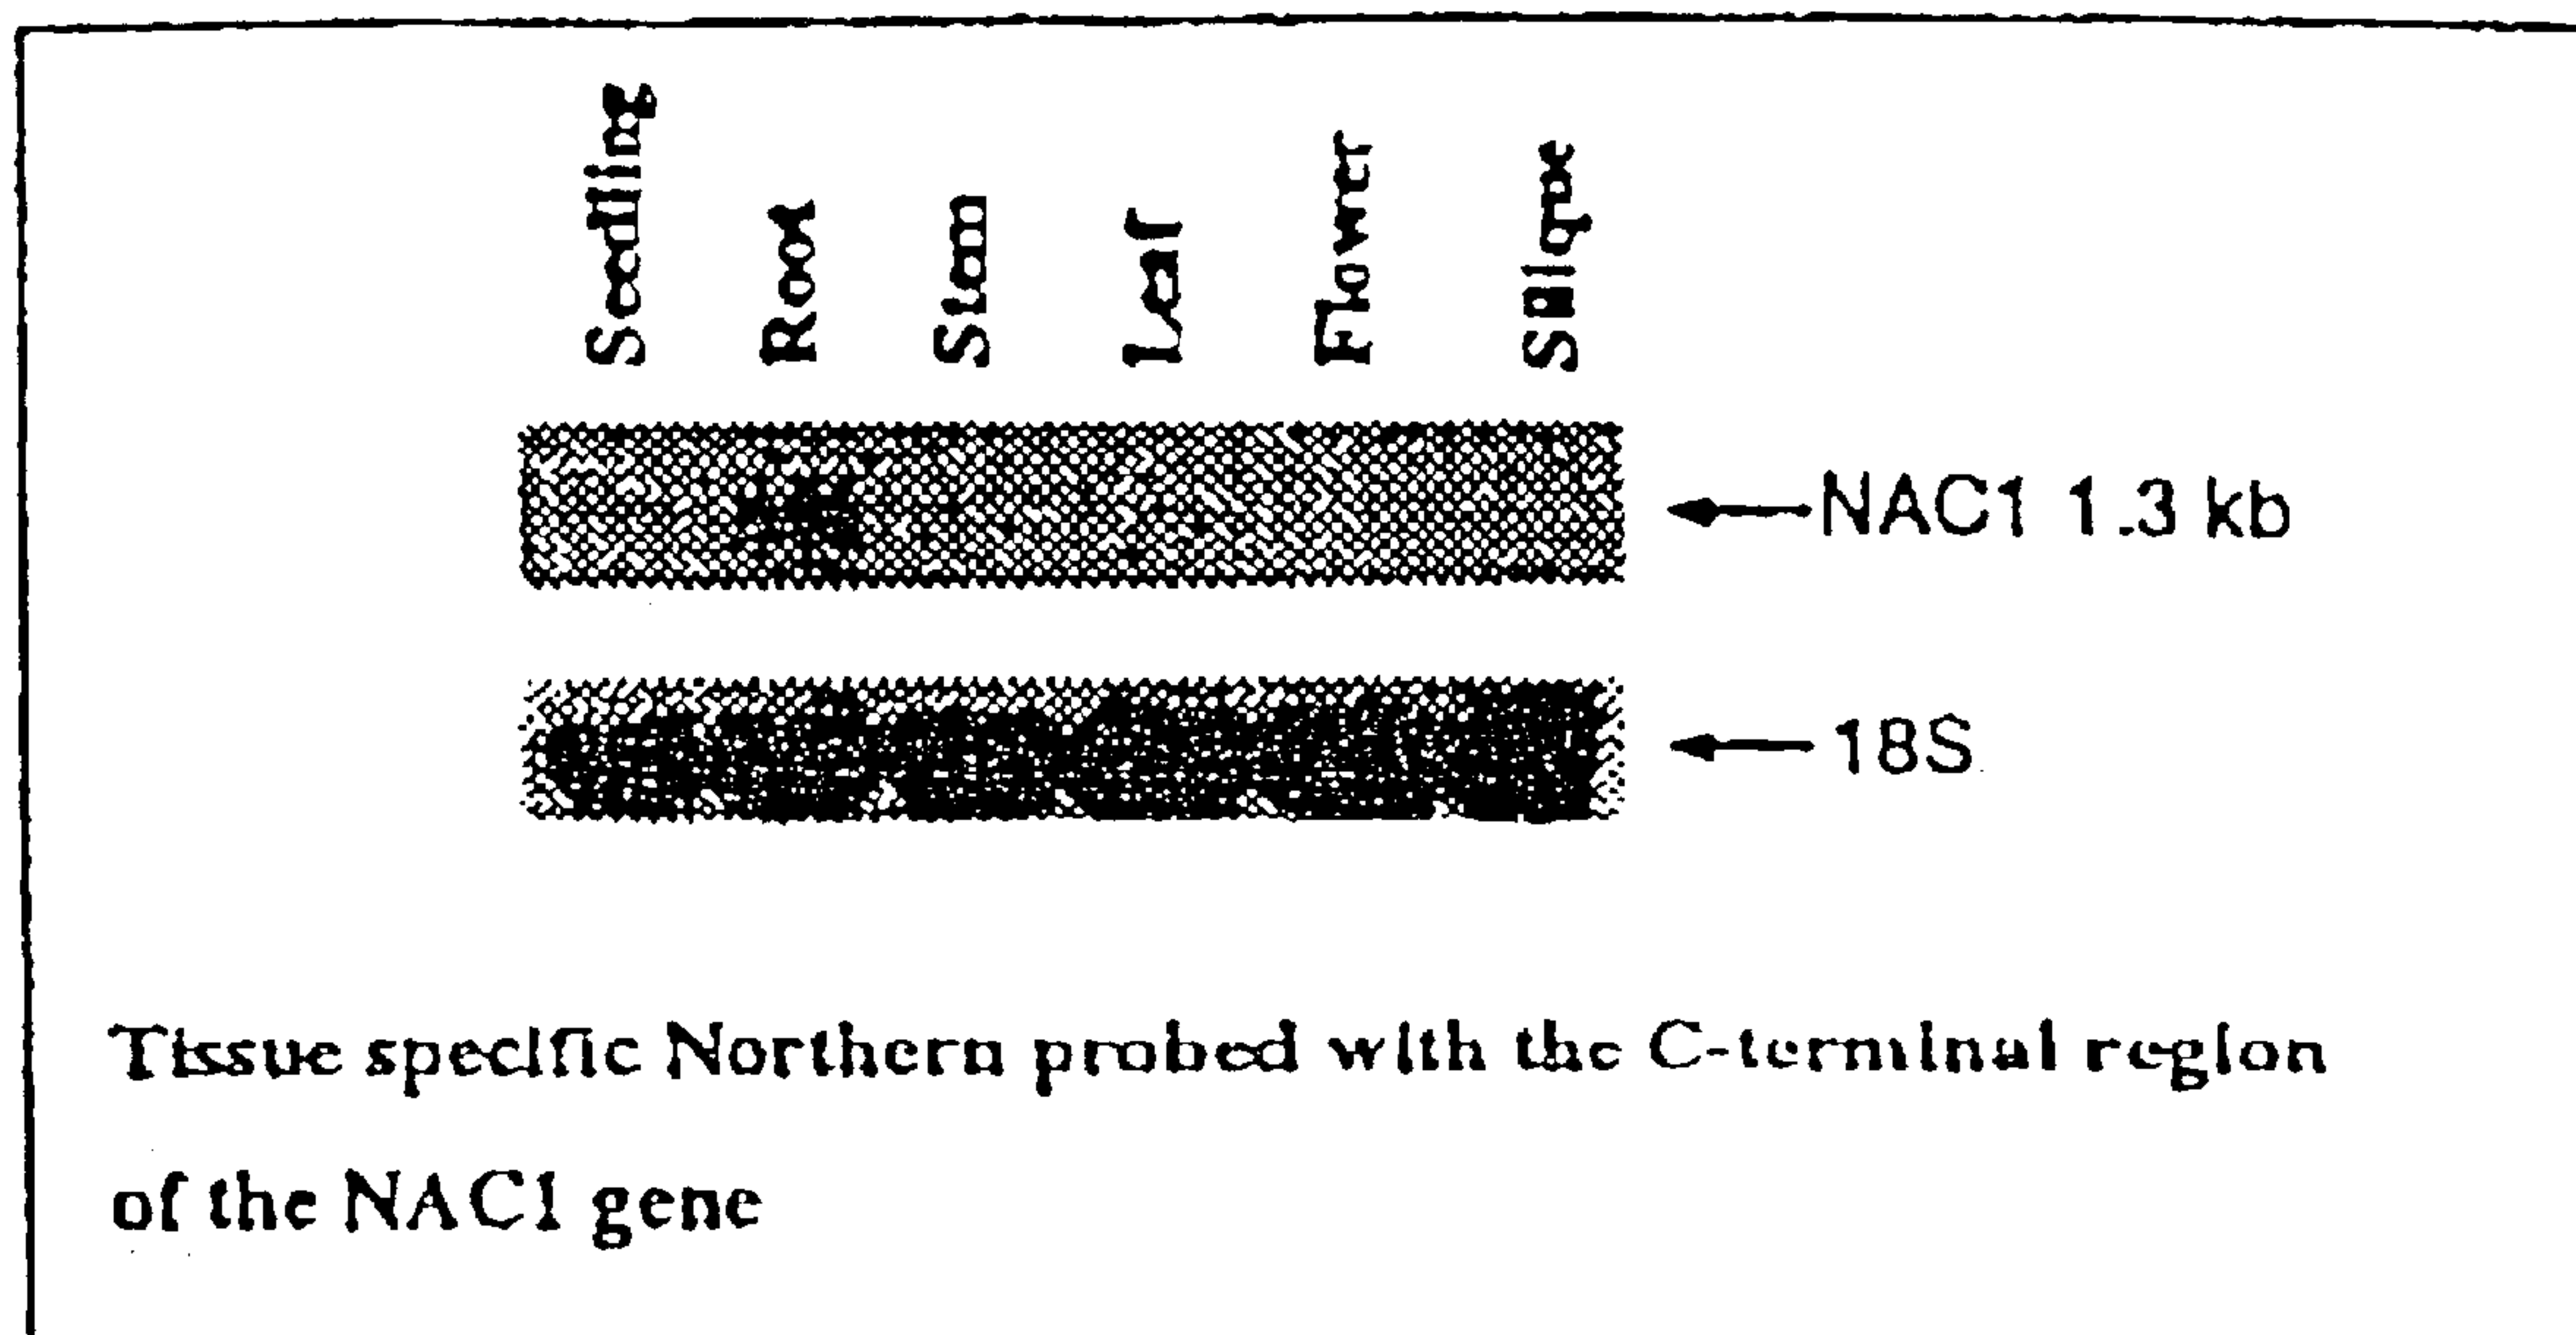 Seedling
Root
Stem
Leaf
Flower
Silique
NAC1 1.3 kb
18S
Tissue specific Northern probed with the C-terminal region
of the NAC1 gene